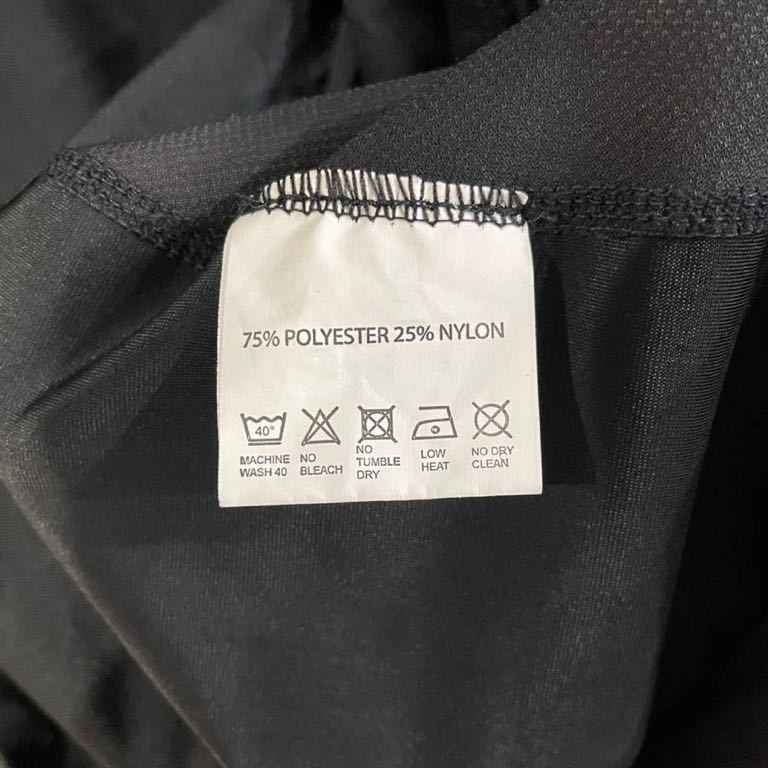 75% POLYESTER 25% NYLON
40°
MACHINE WASH 40
NO BLEACH
NO TUMBLE DRY
LOW HEAT
NO DRY CLEAN